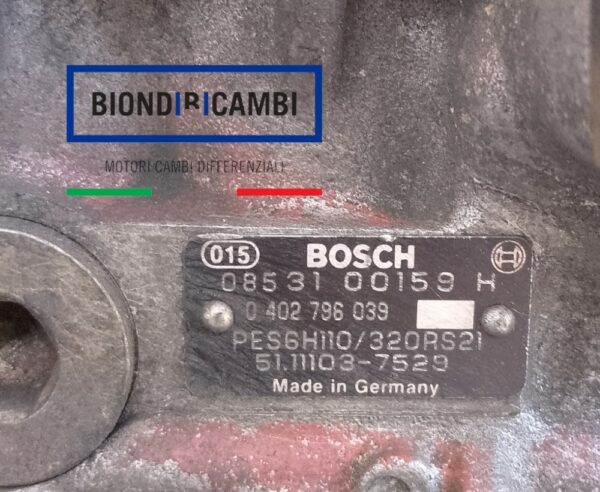 BIONDIRICAMBI
MOTORI CAMBI DIFFERENZIALI
015 BOSCH
08531 00159 H
0 402 796 039
PES6H110/320RS21
51.11103-7529
Made in Germany